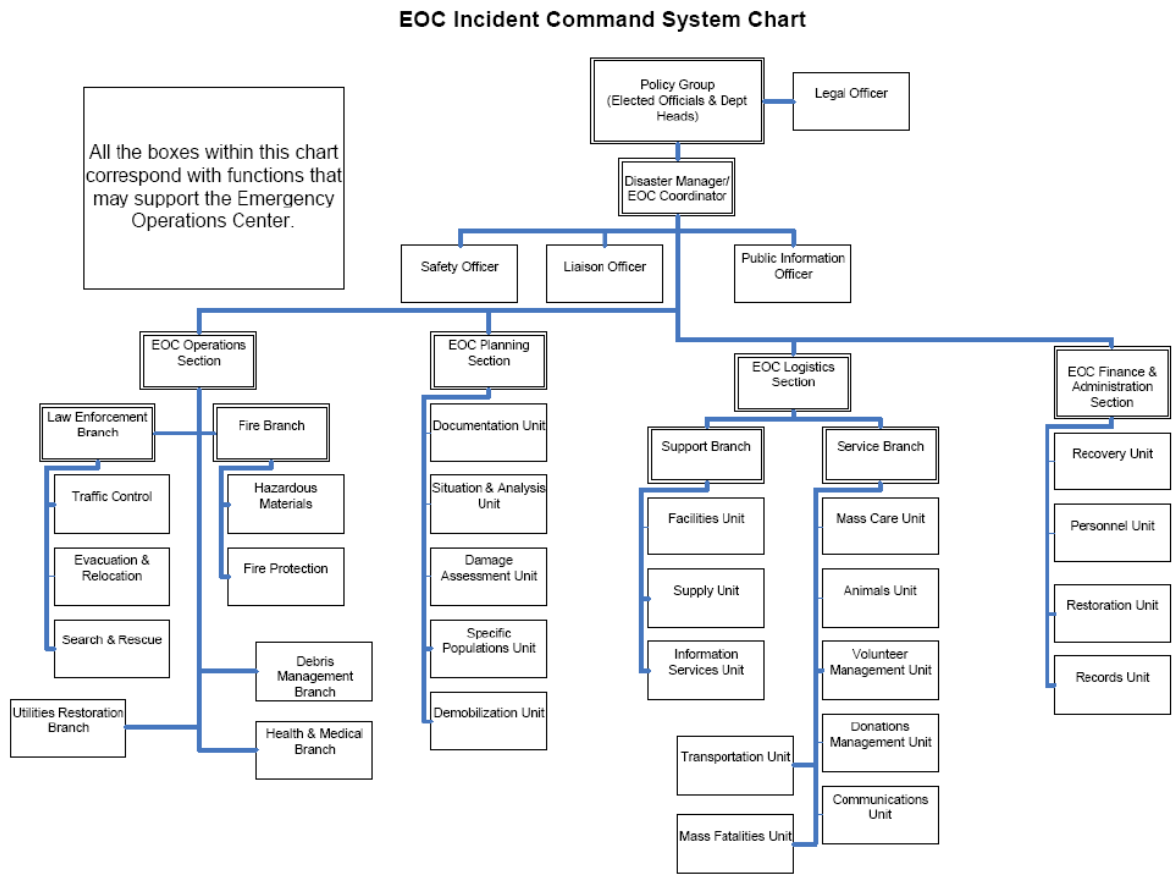 EOC Incident Command System Chart
Policy Group
(Elected Officials & Dept
Heads)
Legal Officer
All the boxes within this chart
correspond with functions that
may support the Emergency
Operations Center.
Disaster Manager/
EOC Coordinator
Safety Officer
Liaison Officer
Public Information
Officer
EOC Operations
Section
EOC Planning
Section
EOC Logistics
Section
EOC Finance &
Administration
Section
Law Enforcement
Branch
Fire Branch
Traffic Control
Evacuation &
Relocation
Search & Rescue
Hazardous
Materials
Fire Protection
Debris
Management
Branch
Utilities Restoration
Branch
Health & Medical
Branch
Documentation Unit
Situation & Analysis
Unit
Damage
Assessment Unit
Specific
Populations Unit
Demobilization Unit
Support Branch
Service Branch
Facilities Unit
Supply Unit
Information
Services Unit
Mass Care Unit
Animals Unit
Volunteer
Management Unit
Donations
Management Unit
Communications
Unit
Transportation Unit
Mass Fatalities Unit
Recovery Unit
Personnel Unit
Restoration Unit
Records Unit